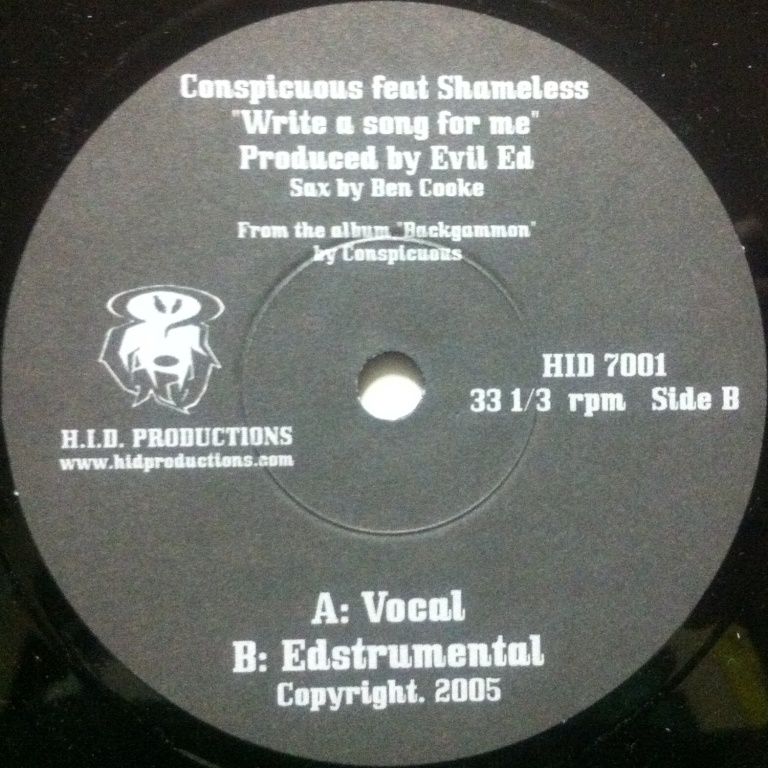 Conspicuous feat Shameless
"Write a song for me"
Produced by Evil Ed
Sax by Ben Cooke
From the album "Backgammon"
by Conspicuous
HID 7001
33 1/3 rpm Side B
H.I.D. PRODUCTIONS
www.hidproductions.com
A: Vocal
B: Edstrumental
Copyright. 2005